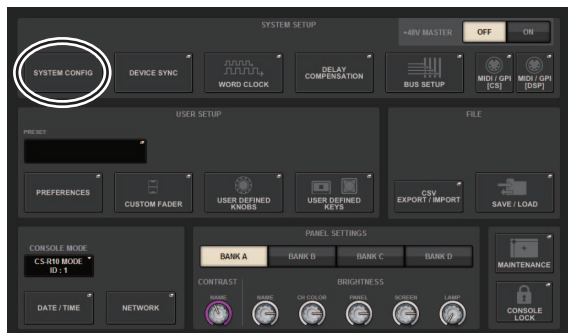 SYSTEM SETUP
+48V MASTER
OFF
ON
SYSTEM CONFIG
DEVICE SYNC
WORD CLOCK
DELAY
COMPENSATION
BUS SETUP
MIDI / GPI
[CS]
MIDI / GPI
[DSP]
USER SETUP
FILE
PRESET
PREFERENCES
CUSTOM FADER
USER DEFINED
KNOBS
USER DEFINED
KEYS
CSV
EXPORT / IMPORT
SAVE / LOAD
CONSOLE MODE
CS-R10 MODE
ID : 1
DATE / TIME
NETWORK
PANEL SETTINGS
BANK A
BANK B
BANK C
BANK D
CONTRAST
BRIGHTNESS
NAME
NAME
CH COLOR
PANEL
SCREEN
LAMP
MAINTENANCE
CONSOLE
LOCK